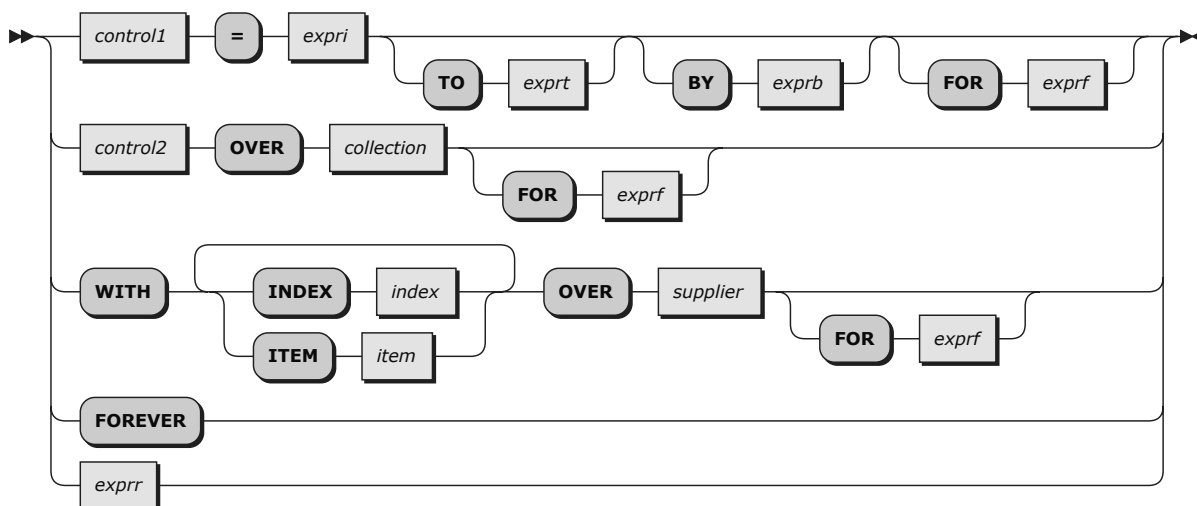 control1 = expri
TO exprt BY exprb FOR exprf
control2 OVER collection
FOR exprf
WITH INDEX index OVER supplier
FOR exprf
ITEM item
FOREVER
exprr